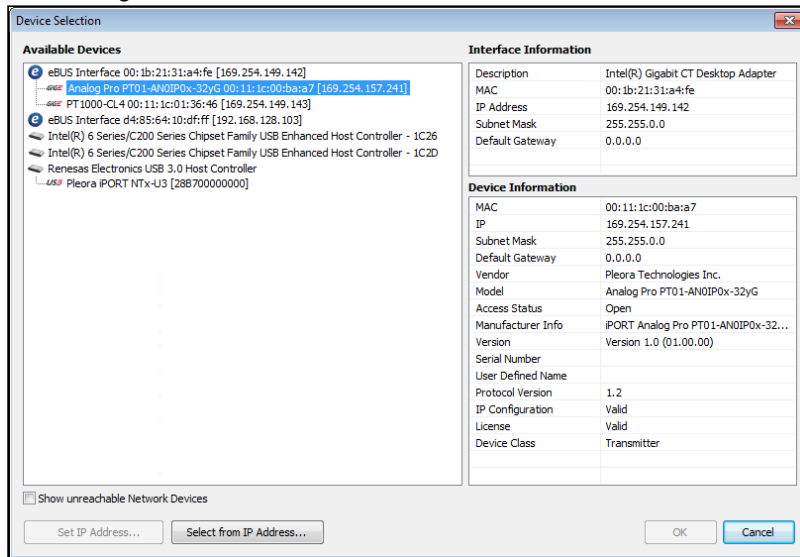 Device Selection
Available Devices
eBUS Interface 00:1b:21:31:a4:fe [169.254.149.142]
GIGE Analog Pro PT01-AN0IP0x-32yG 00:11:1c:00:ba:a7 [169.254.157.241]
GIGE PT1000-CL4 00:11:1c:01:36:46 [169.254.149.143]
eBUS Interface d4:85:64:10:df:ff [192.168.128.103]
Intel(R) 6 Series/C200 Series Chipset Family USB Enhanced Host Controller - 1C26
Intel(R) 6 Series/C200 Series Chipset Family USB Enhanced Host Controller - 1C2D
Renesas Electronics USB 3.0 Host Controller
U3 Pleora iPORT NTx-U3 [28B700000000]
Interface Information
Description Intel(R) Gigabit CT Desktop Adapter
MAC 00:1b:21:31:a4:fe
IP Address 169.254.149.142
Subnet Mask 255.255.0.0
Default Gateway 0.0.0.0
Device Information
MAC 00:11:1c:00:ba:a7
IP 169.254.157.241
Subnet Mask 255.255.0.0
Default Gateway 0.0.0.0
Vendor Pleora Technologies Inc.
Model Analog Pro PT01-AN0IP0x-32yG
Access Status Open
Manufacturer Info iPORT Analog Pro PT01-AN0IP0x-32...
Version Version 1.0 (01.00.00)
Serial Number
User Defined Name
Protocol Version 1.2
IP Configuration Valid
License Valid
Device Class Transmitter
Show unreachable Network Devices
Set IP Address... Select from IP Address... OK Cancel